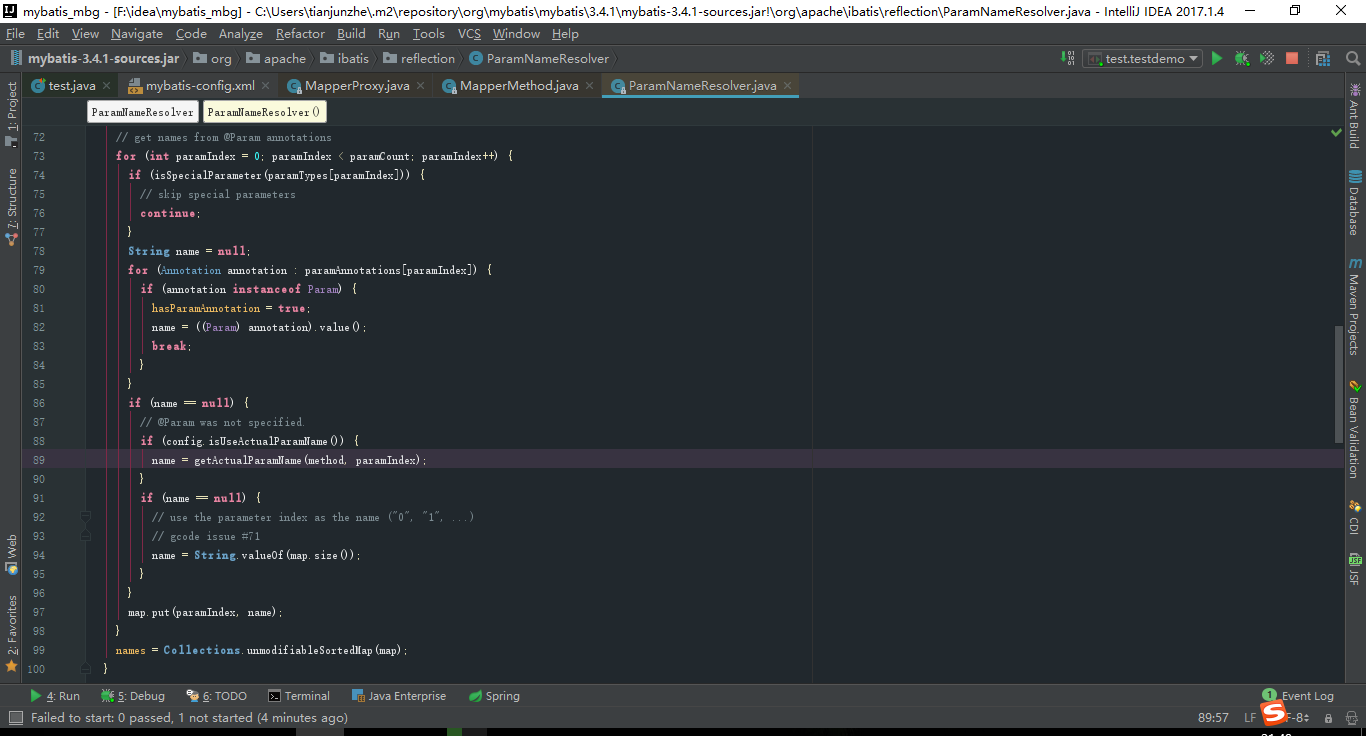 mybatis_mbg - [F:\idea\mybatis_mbg] - C:\Users\tianjunzhe\.m2\repository\org\mybatis\mybatis\3.4.1\mybatis-3.4.1-sources.jar!\org\apache\ibatis\reflection\ParamNameResolver.java - IntelliJ IDEA 2017.1.4
File Edit View Navigate Code Analyze Refactor Build Run Tools VCS Window Help
mybatis-3.4.1-sources.jar org apache ibatis reflection ParamNameResolver test.testdemo
test.java mybatis-config.xml MapperProxy.java MapperMethod.java ParamNameResolver.java
ParamNameResolver ParamNameResolver()
1: Project
7: Structure
Web
2: Favorites
72 // get names from @Param annotations
73 for (int paramIndex = 0; paramIndex < paramCount; paramIndex++) {
74 if (isSpecialParameter(paramTypes[paramIndex])) {
75 // skip special parameters
76 continue;
77 }
78 String name = null;
79 for (Annotation annotation : paramAnnotations[paramIndex]) {
80 if (annotation instanceof Param) {
81 hasParamAnnotation = true;
82 name = ((Param) annotation).value();
83 break;
84 }
85 }
86 if (name == null) {
87 // @Param was not specified.
88 if (config.isUseActualParamName()) {
89 name = getActualParamName(method, paramIndex);
90 }
91 if (name == null) {
92 // use the parameter index as the name ("0", "1", ...)
93 // gcode issue #71
94 name = String.valueOf(map.size());
95 }
96 }
97 map.put(paramIndex, name);
98 }
99 names = Collections.unmodifiableSortedMap(map);
100 }
Ant Build
Database
Maven Projects
Bean Validation
CDI
JSF
4: Run 5: Debug 6: TODO Terminal Java Enterprise Spring 1 Event Log
Failed to start: 0 passed, 1 not started (4 minutes ago) 89:57 LF F-8